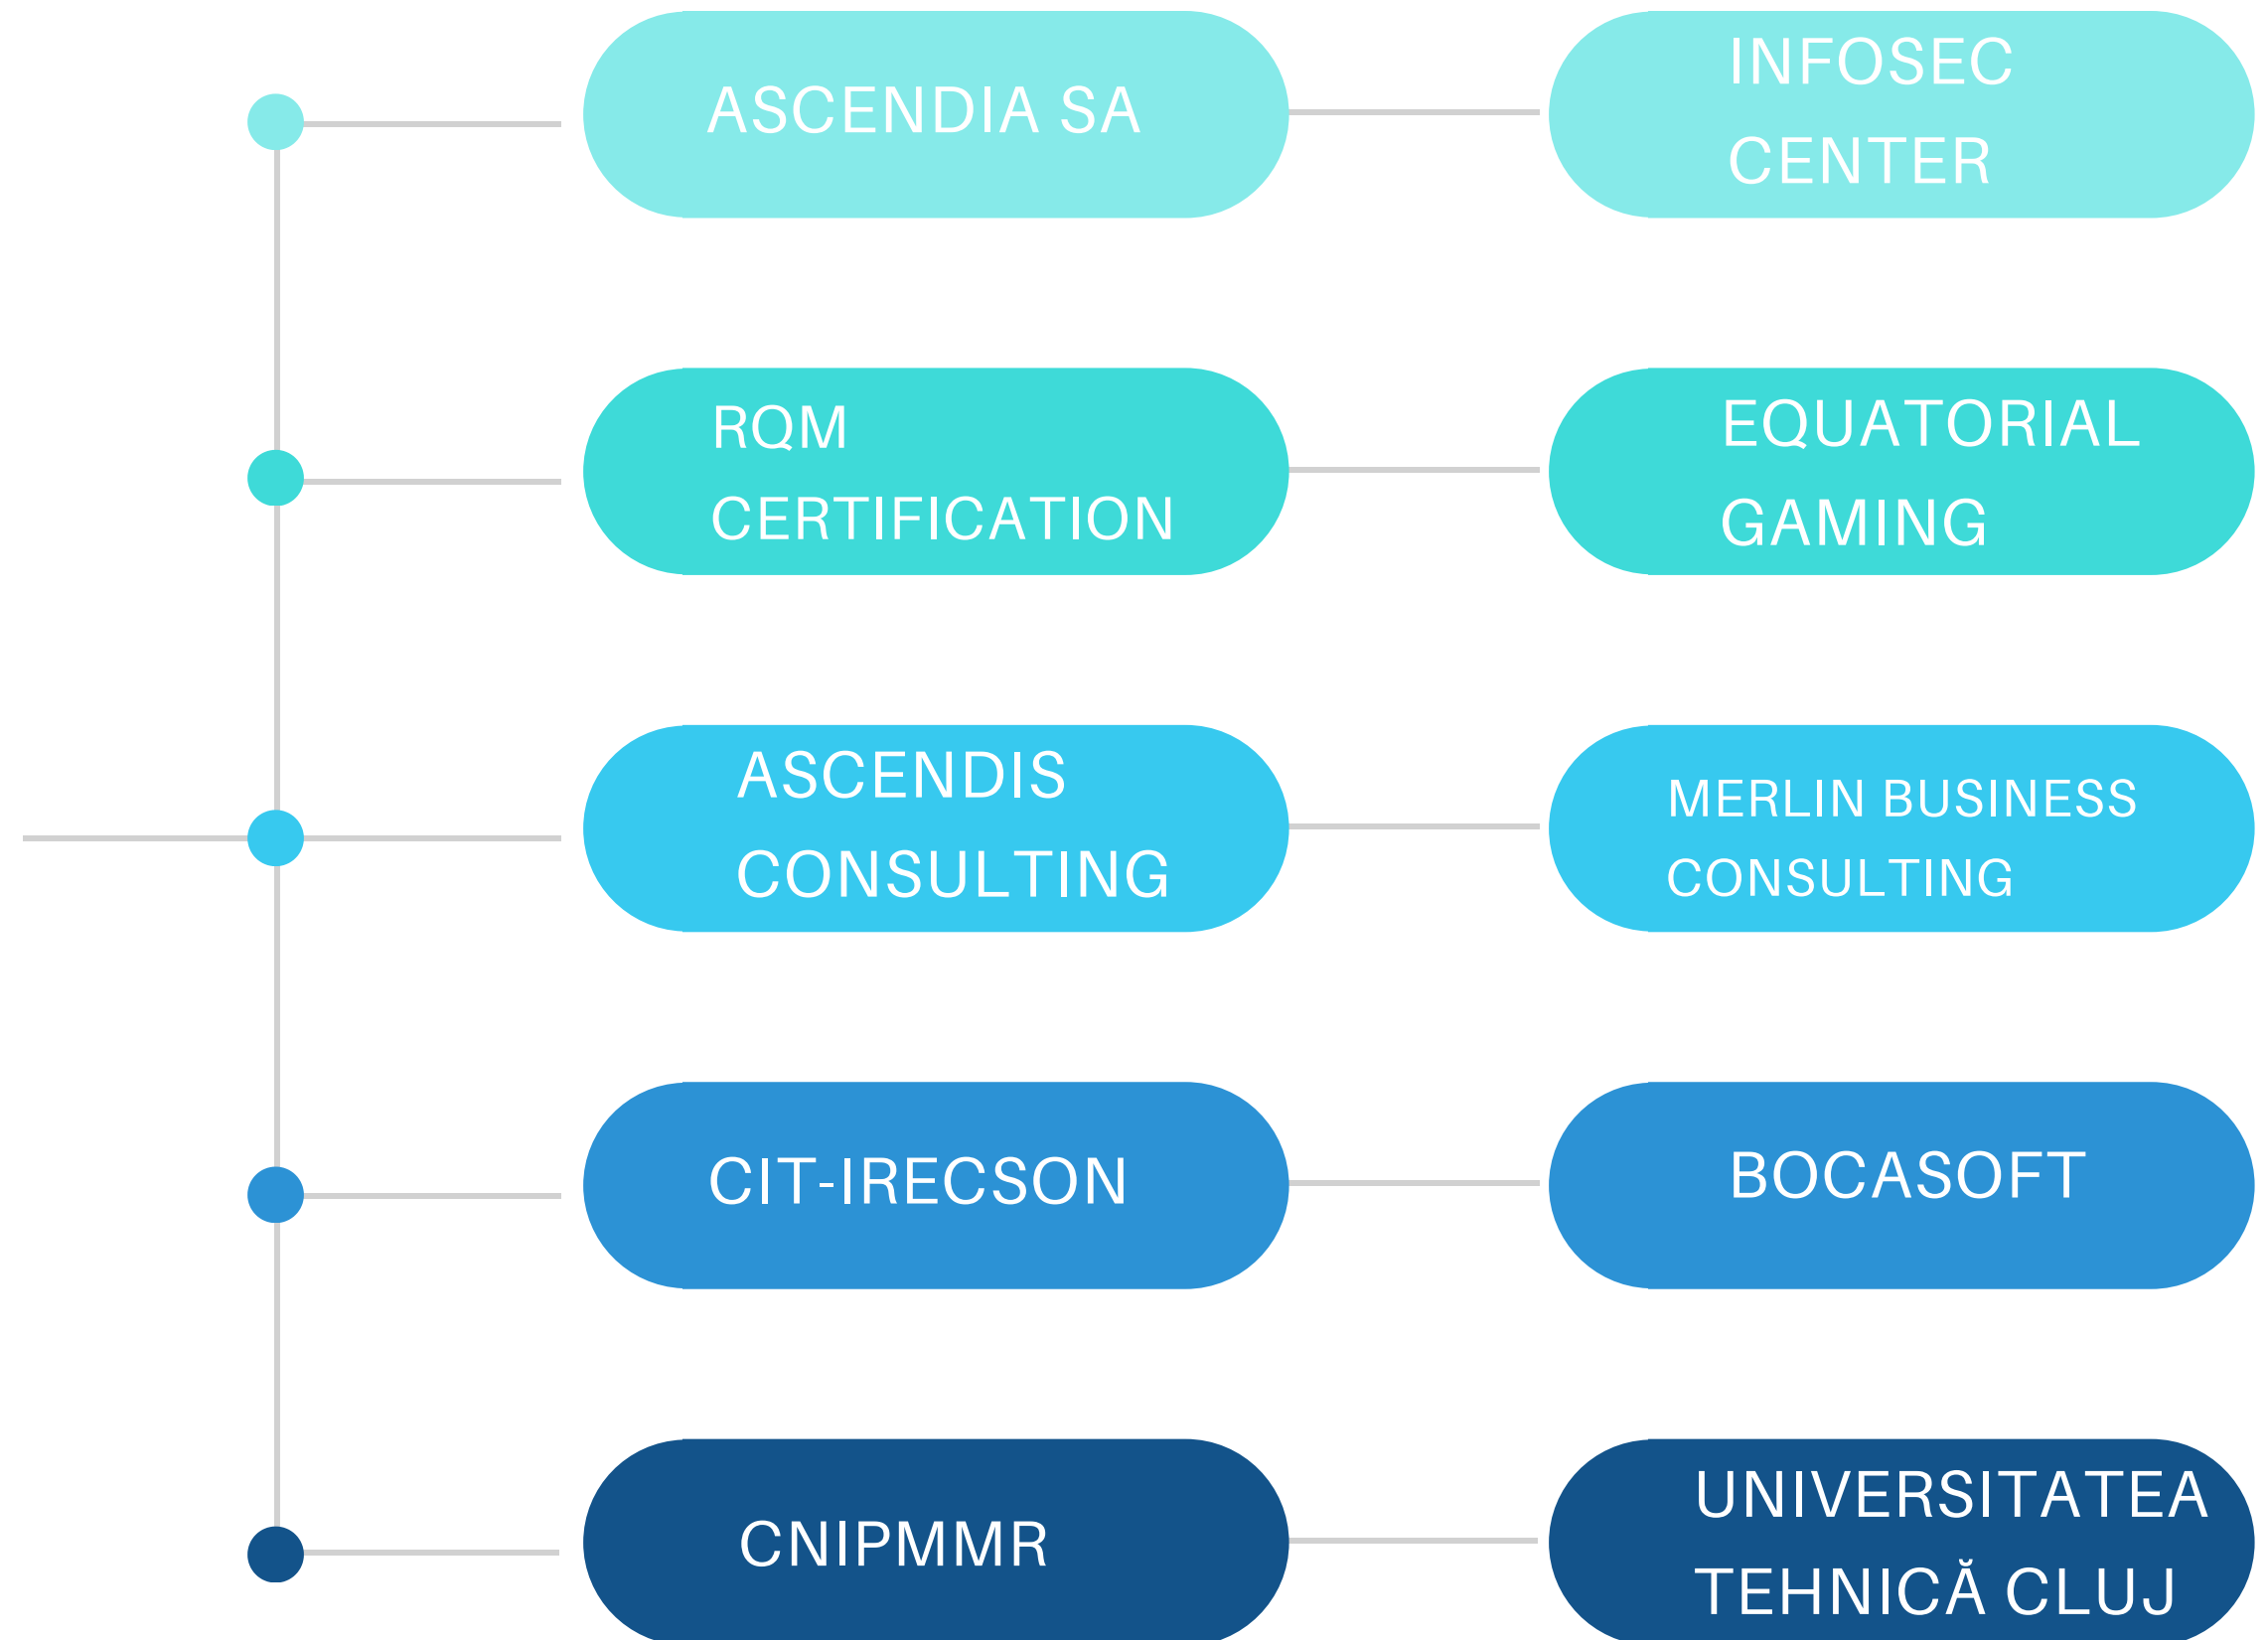 ASCENDIA SA
INFOSEC
CENTER
RQM
CERTIFICATION
EQUATORIAL
GAMING
ASCENDIS
CONSULTING
MERLIN BUSINESS
CONSULTING
CIT-IRECSON
BOCASOFT
CNIPMMR
UNIVERSITATEA
TEHNICĂ CLUJ